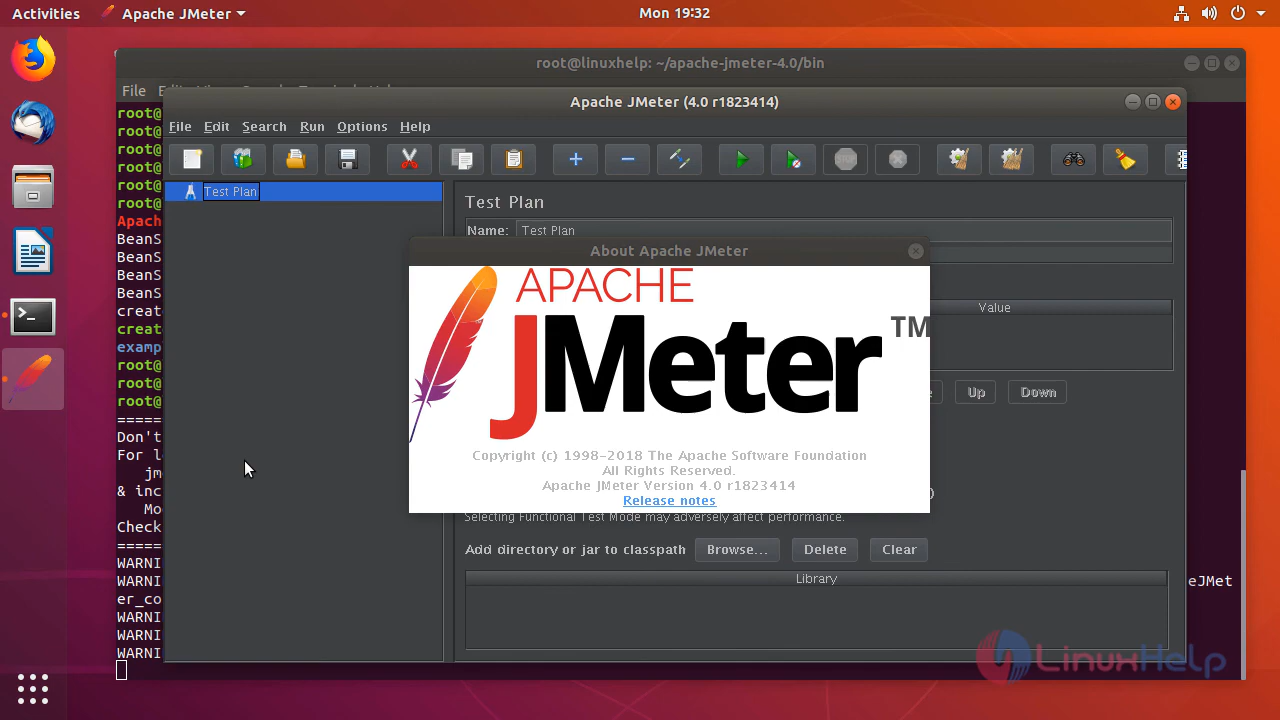 Activities Apache JMeter Mon 19:32
root@linuxhelp: ~/apache-jmeter-4.0/bin
File
Apache JMeter (4.0 r1823414)
File Edit Search Run Options Help
STOP
root@
root@
root@
root@
root@
root@
Apach
BeanS
BeanS
BeanS
BeanS
creat
creat
examp
root@
root@
root@
=====
Don't
For l
jm
& inc
Mo
Check
=====
WARNI
eJMet
er_co
WARNI
WARNI
WARNI
Test Plan
Test Plan
Name: Test Plan
Value
Up Down
About Apache JMeter
APACHE
JMeter
TM
Copyright (c) 1998-2018 The Apache Software Foundation
All Rights Reserved.
Apache JMeter Version 4.0 r1823414
Release notes
Selecting Functional Test Mode may adversely affect performance.
Add directory or jar to classpath Browse... Delete Clear
Library
LinuxHelp